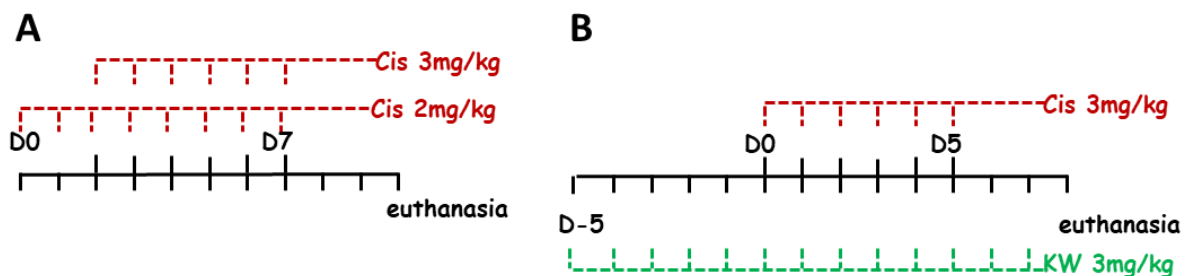 A
Cis 3mg/kg
Cis 2mg/kg
D0
D7
euthanasia
B
Cis 3mg/kg
D0
D5
D-5
euthanasia
KW 3mg/kg